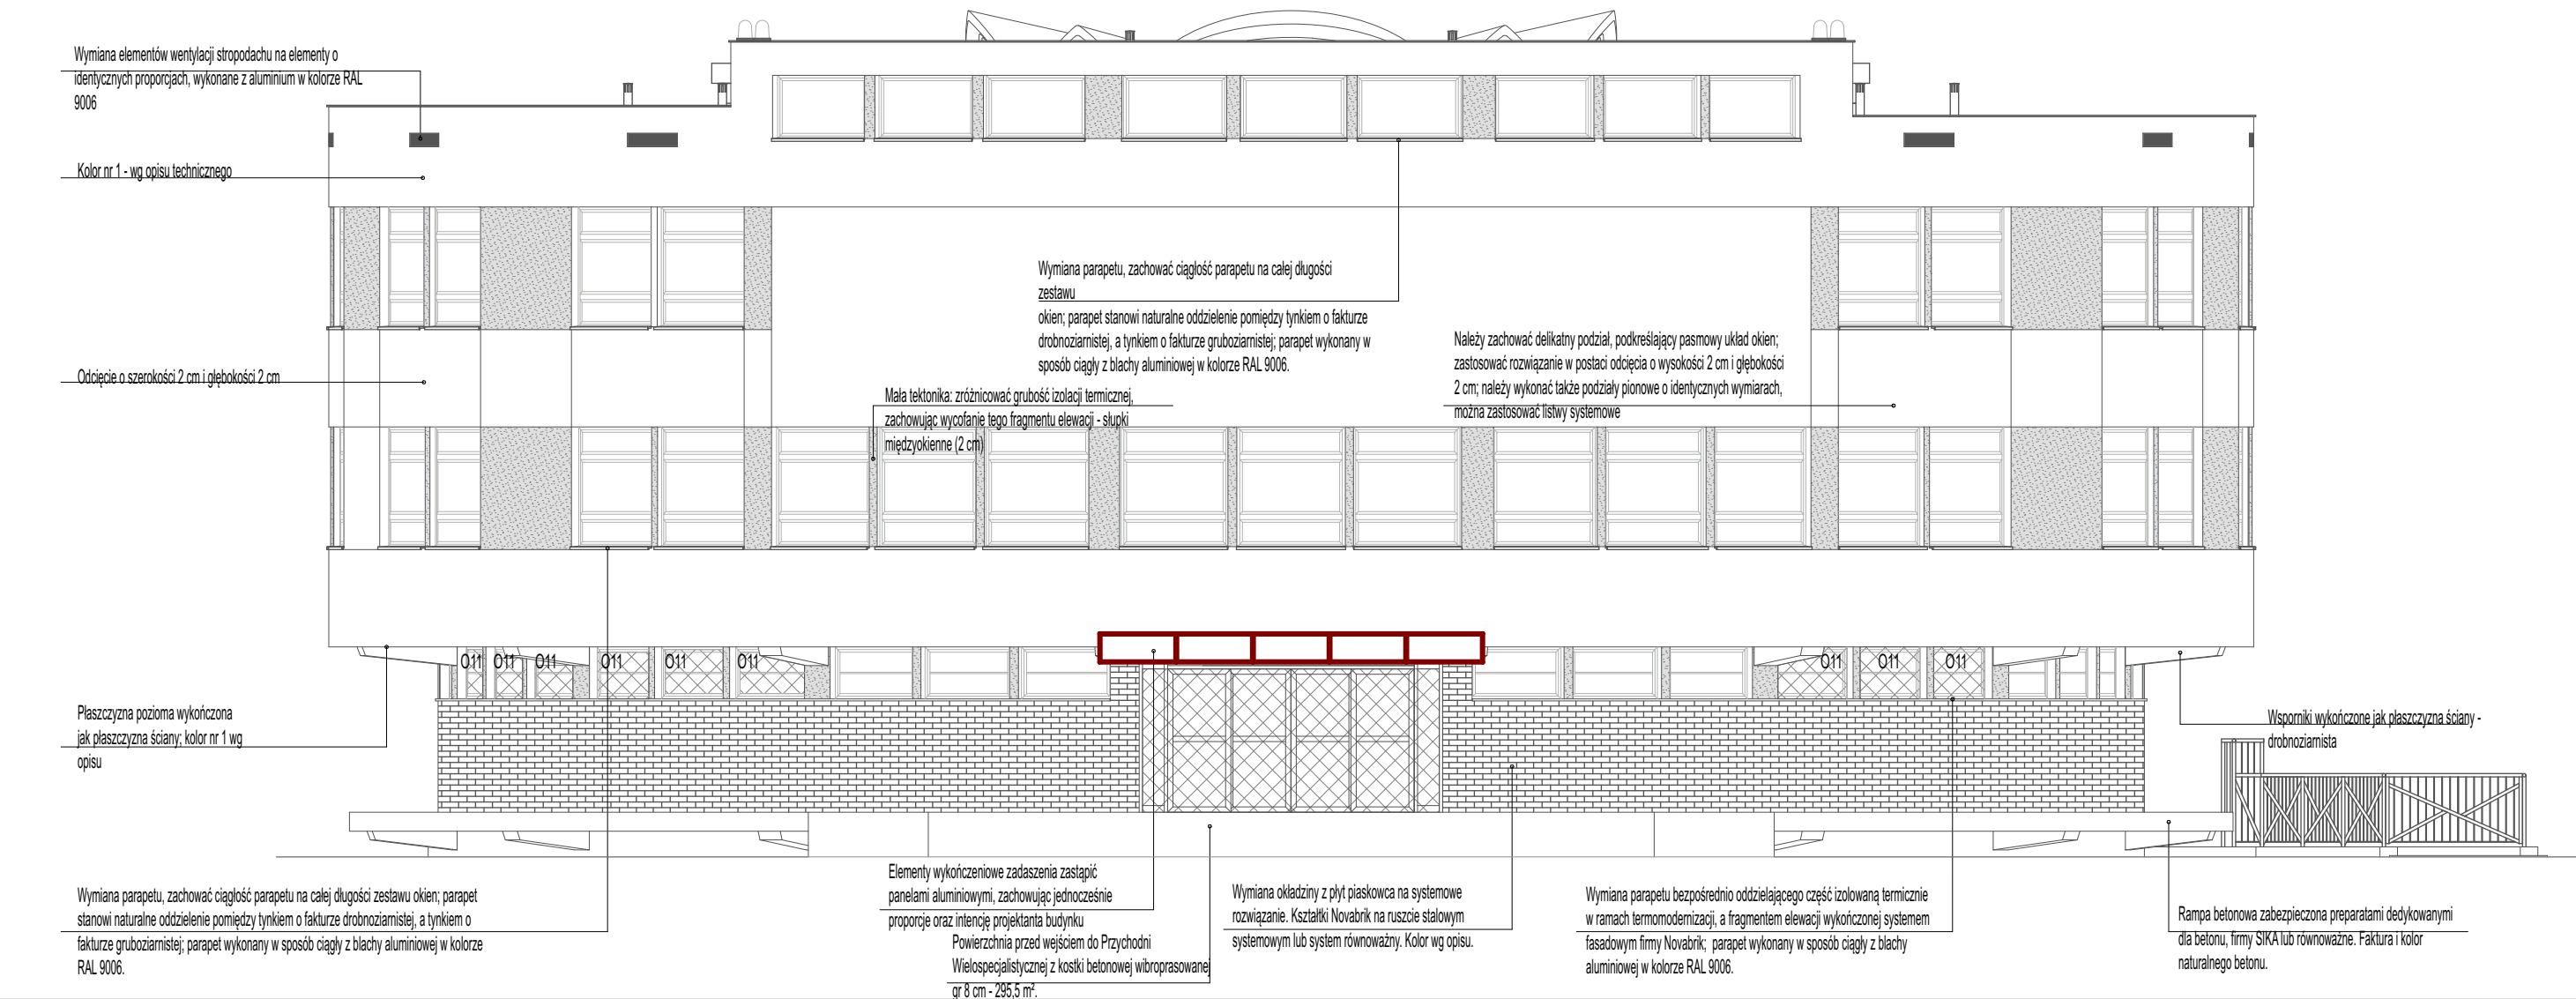 Wymiana elementów wentylacji stropodachu na elementy o
identycznych proporcjach, wykonane z aluminium w kolorze RAL
9006
Kolor nr 1 - wg opisu technicznego
Odcięcie o szerokości 2 cm i głębokości 2 cm
Wymiana parapetu, zachować ciągłość parapetu na całej długości
zestawu
okien; parapet stanowi naturalne oddzielenie pomiędzy tynkiem o fakturze
drobnoziarnistej, a tynkiem o fakturze gruboziarnistej; parapet wykonany w
sposób ciągły z blachy aluminiowej w kolorze RAL 9006.
Należy zachować delikatny podział, podkreślający pasmowy układ okien;
zastosować rozwiązanie w postaci odcięcia o wysokości 2 cm i głębokości
2 cm; należy wykonać także podziały pionowe o identycznych wymiarach,
można zastosować listwy systemowe
Mała tektonika: zróżnicować grubość izolacji termicznej,
zachowując wycofanie tego fragmentu elewacji - słupki
międzyokienne (2 cm)
O11 O11 O11 O11 O11 O11
O11 O11 O11
Płaszczyzna pozioma wykończona
jak płaszczyzna ściany; kolor nr 1 wg
opisu
Wsporniki wykończone jak płaszczyzna ściany -
drobnoziarnista
Wymiana parapetu, zachować ciągłość parapetu na całej długości zestawu okien; parapet
stanowi naturalne oddzielenie pomiędzy tynkiem o fakturze drobnoziarnistej, a tynkiem o
fakturze gruboziarnistej; parapet wykonany w sposób ciągły z blachy aluminiowej w kolorze
RAL 9006.
Elementy wykończeniowe zadaszenia zastąpić
panelami aluminiowymi, zachowując jednocześnie
proporcje oraz intencję projektanta budynku
Powierzchnia przed wejściem do Przychodni
Wielospecjalistycznej z kostki betonowej wibroprasowanej
gr 8 cm - 295,5 m².
Wymiana okładziny z płyt piaskowca na systemowe
rozwiązanie. Kształtki Novabrik na ruszcie stalowym
systemowym lub system równoważny. Kolor wg opisu.
Wymiana parapetu bezpośrednio oddzielającego część izolowaną termicznie
w ramach termomodernizacji, a fragmentem elewacji wykończonej systemem
fasadowym firmy Novabrik; parapet wykonany w sposób ciągły z blachy
aluminiowej w kolorze RAL 9006.
Rampa betonowa zabezpieczona preparatami dedykowanymi
dla betonu, firmy SIKA lub równoważne. Faktura i kolor
naturalnego betonu.